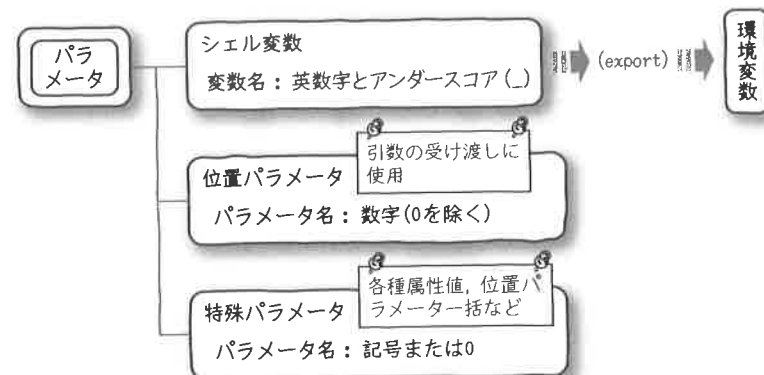 パラ
メータ
シェル変数
変数名：英数字とアンダースコア(_)
(export)
環境変数
位置パラメータ
引数の受け渡しに
使用
パラメータ名：数字(0を除く)
特殊パラメータ
各種属性値，位置パ
ラメーター括など
パラメータ名：記号または0